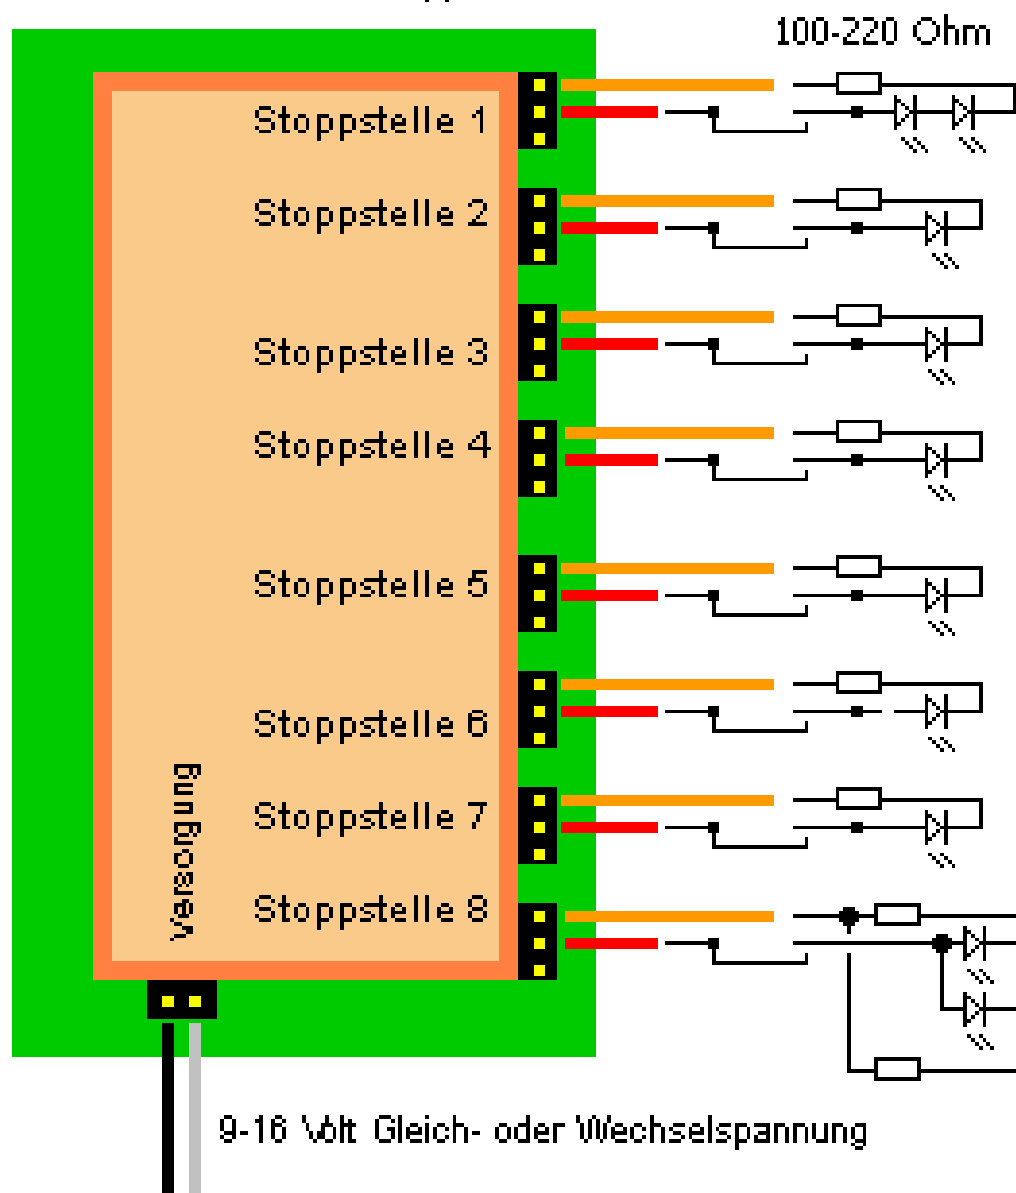 100-220 Ohm
Stoppstelle 1
Stoppstelle 2
Stoppstelle 3
Stoppstelle 4
Stoppstelle 5
Stoppstelle 6
Stoppstelle 7
Stoppstelle 8
Versorgung
9-16 Volt Gleich- oder Wechselspannung